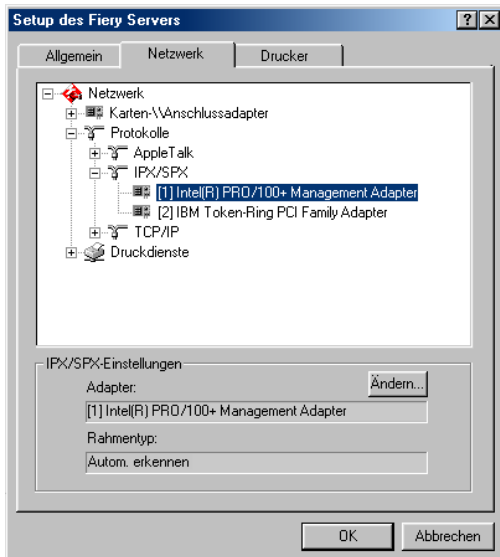 Setup des Fiery Servers
Allgemein Netzwerk Drucker
Netzwerk
Karten-\\Anschlussadapter
Protokolle
AppleTalk
IPX/SPX
[1] Intel(R) PRO/100+ Management Adapter
[2] IBM Token-Ring PCI Family Adapter
TCP/IP
Druckdienste
IPX/SPX-Einstellungen
Adapter:
Ändern...
[1] Intel(R) PRO/100+ Management Adapter
Rahmentyp:
Autom. erkennen
OK Abbrechen